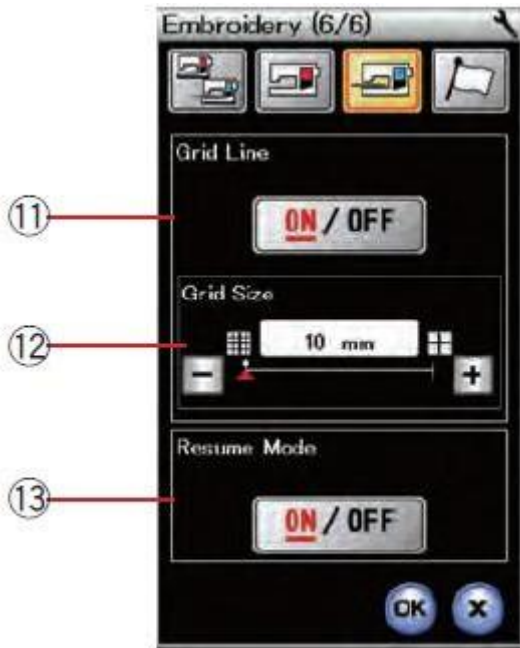 Embroidery (6/6)
Grid Line
⑪
ON / OFF
Grid Size
⑫
10 mm
− +
Resume Mode
⑬
ON / OFF
OK X